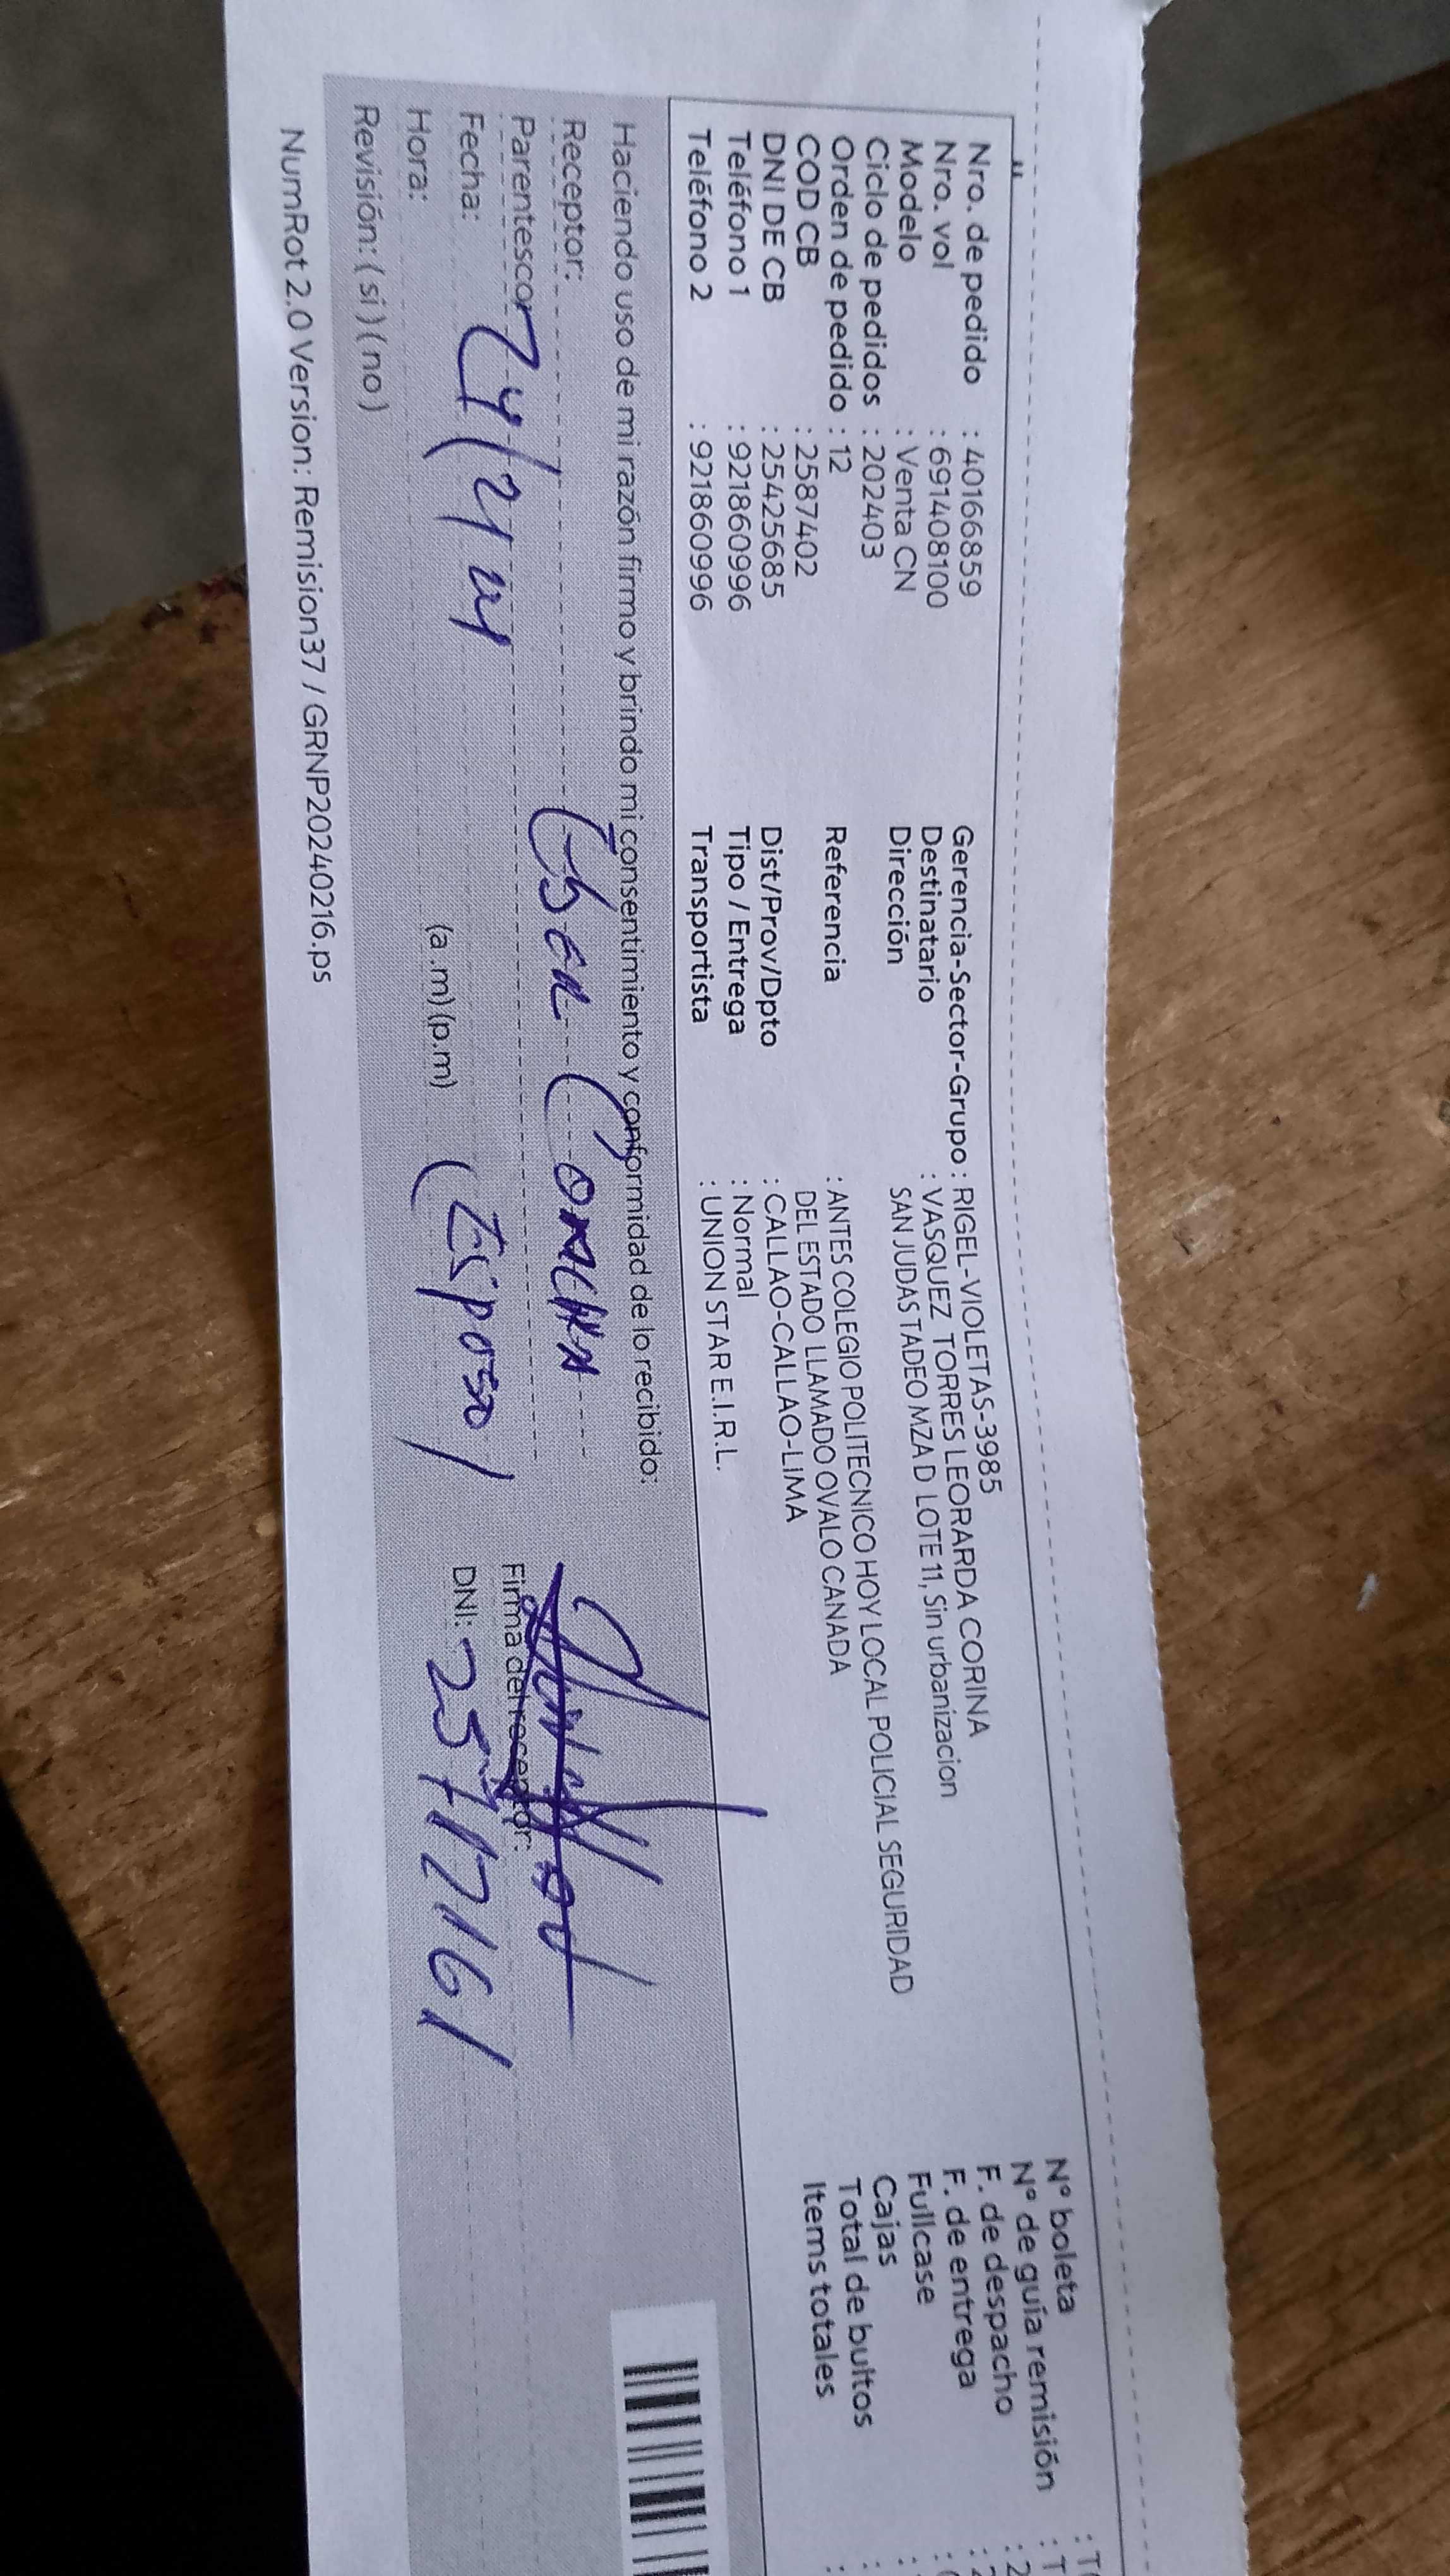 Nro. de pedido : 40166859
Nro. vol : 691408100
Modelo : Venta CN
Ciclo de pedidos : 202403
Orden de pedido : 12
COD CB : 2587402
DNI DE CB : 25425685
Teléfono 1 : 921860996
Teléfono 2 : 921860996
Gerencia-Sector-Grupo : RIGEL-VIOLETAS-3985
Destinatario : VASQUEZ TORRES LEORARDA CORINA
Dirección SAN JUDAS TADEO MZA D LOTE 11, Sin urbanizacion
Referencia : ANTES COLEGIO POLITECNICO HOY LOCAL POLICIAL SEGURIDAD
DEL ESTADO LLAMADO OVALO CANADA
Dist/Prov/Dpto : CALLAO-CALLAO-LIMA
Tipo / Entrega : Normal
Transportista : UNION STAR E.I.R.L.
N° boleta
N° de guía remisión
F. de despacho
F. de entrega
Fullcase
Cajas
Total de bultos
Items totales
Haciendo uso de mi razón firmo y brindo mi consentimiento y conformidad de lo recibido:
Receptor:
Parentesco:
Fecha:
Hora: (a.m) (p.m) (Esposo)
Revisión: (si) (no)
Firma del receptor:
DNI:
NumRot 2.0 Version: Remision37 / GRNP20240216.ps